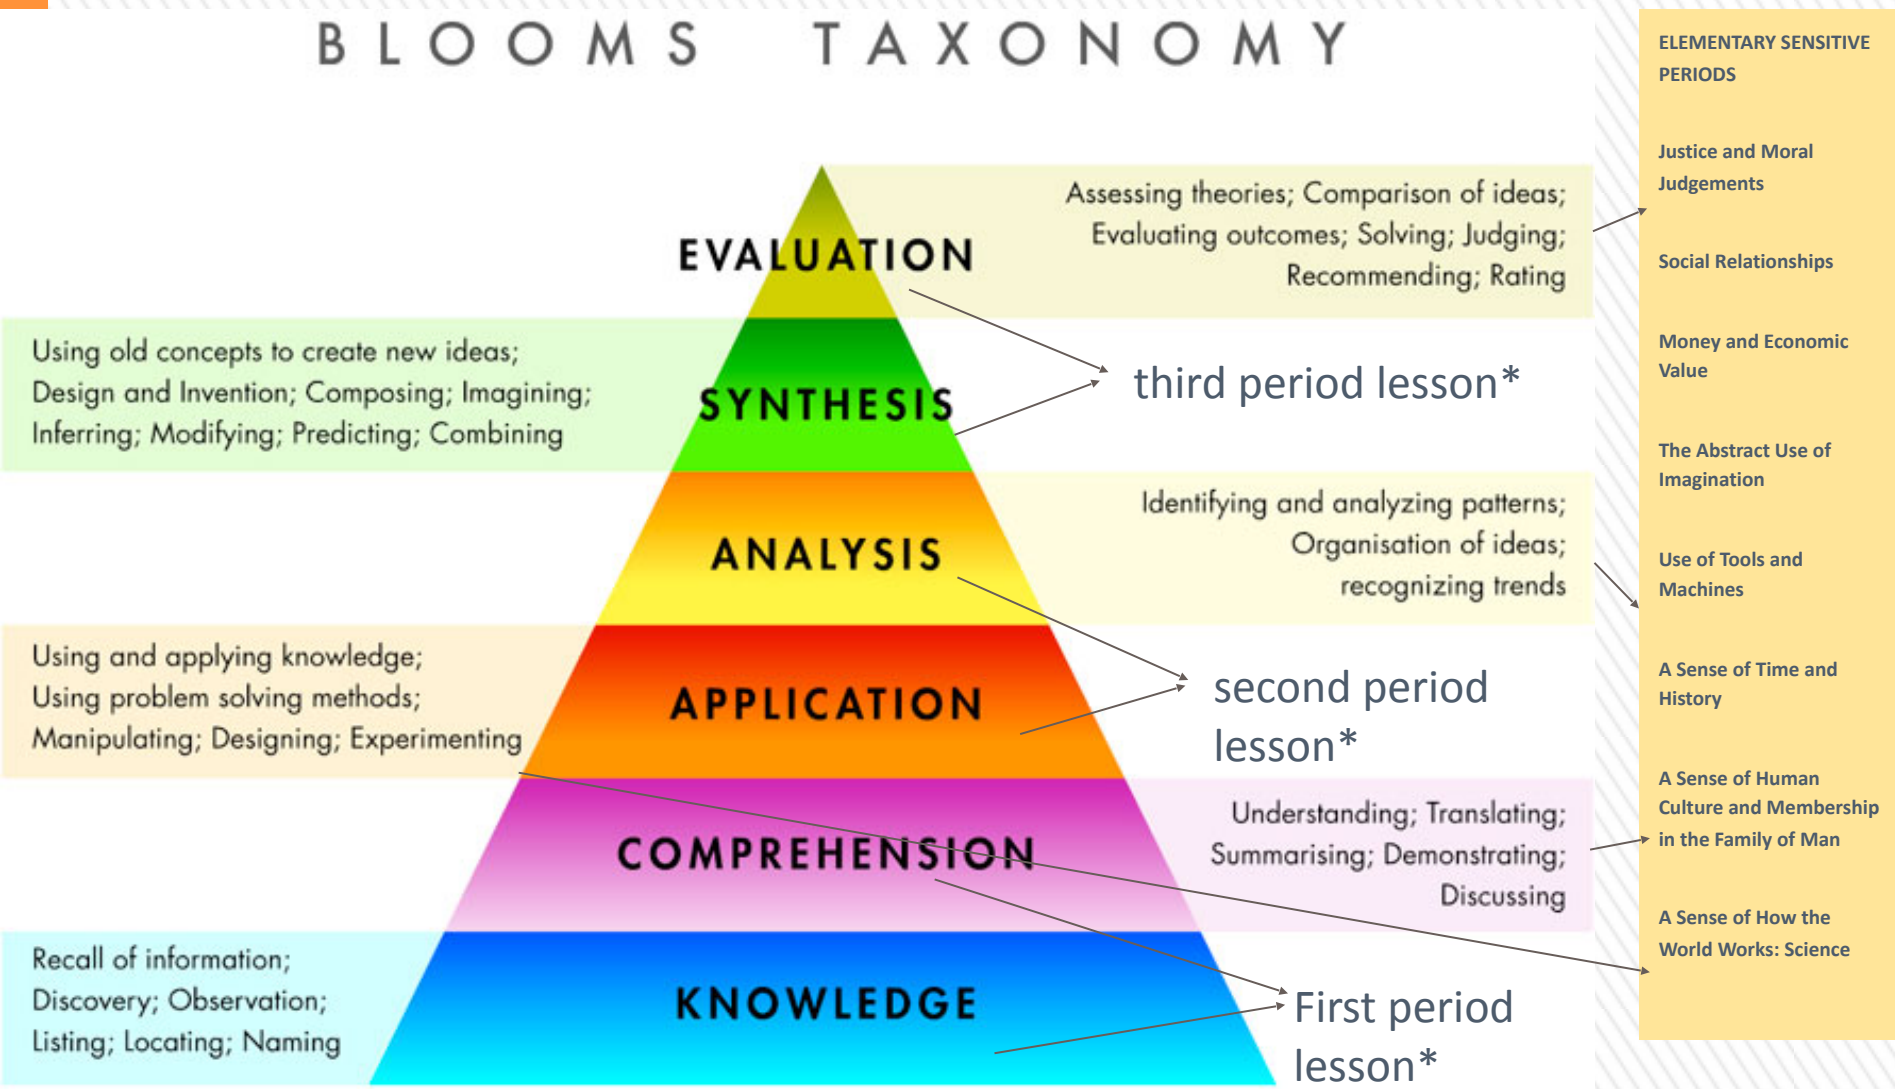 BLOOMS TAXONOMY
EVALUATION
Assessing theories; Comparison of ideas;
Evaluating outcomes; Solving; Judging;
Recommending; Rating
third period lesson*
Using old concepts to create new ideas;
Design and Invention; Composing; Imagining;
Inferring; Modifying; Predicting; Combining
SYNTHESIS
ANALYSIS
Identifying and analyzing patterns;
Organisation of ideas;
recognizing trends
Using and applying knowledge;
Using problem solving methods;
Manipulating; Designing; Experimenting
APPLICATION
second period
lesson*
COMPREHENSION
Understanding; Translating;
Summarising; Demonstrating;
Discussing
Recall of information;
Discovery; Observation;
Listing; Locating; Naming
KNOWLEDGE
First period
lesson*
ELEMENTARY SENSITIVE
PERIODS
Justice and Moral
Judgements
Social Relationships
Money and Economic
Value
The Abstract Use of
Imagination
Use of Tools and
Machines
A Sense of Time and
History
A Sense of Human
Culture and Membership
in the Family of Man
A Sense of How the
World Works: Science